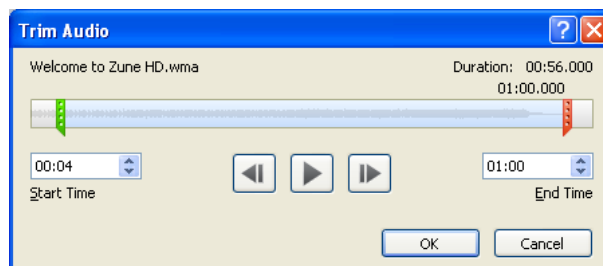 Trim Audio
Welcome to Zune HD.wma
Duration: 00:56.000
01:00.000
00:04
01:00
Start Time
End Time
OK
Cancel